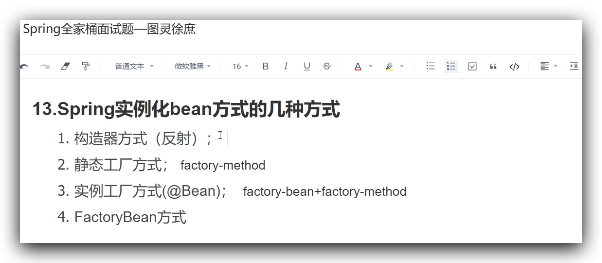 Spring全家桶面试题—图灵徐庶
普通文本 微软雅黑 16 B I U S A
13.Spring实例化bean方式的几种方式
1. 构造器方式（反射）；
2. 静态工厂方式； factory-method
3. 实例工厂方式(@Bean)； factory-bean+factory-method
4. FactoryBean方式